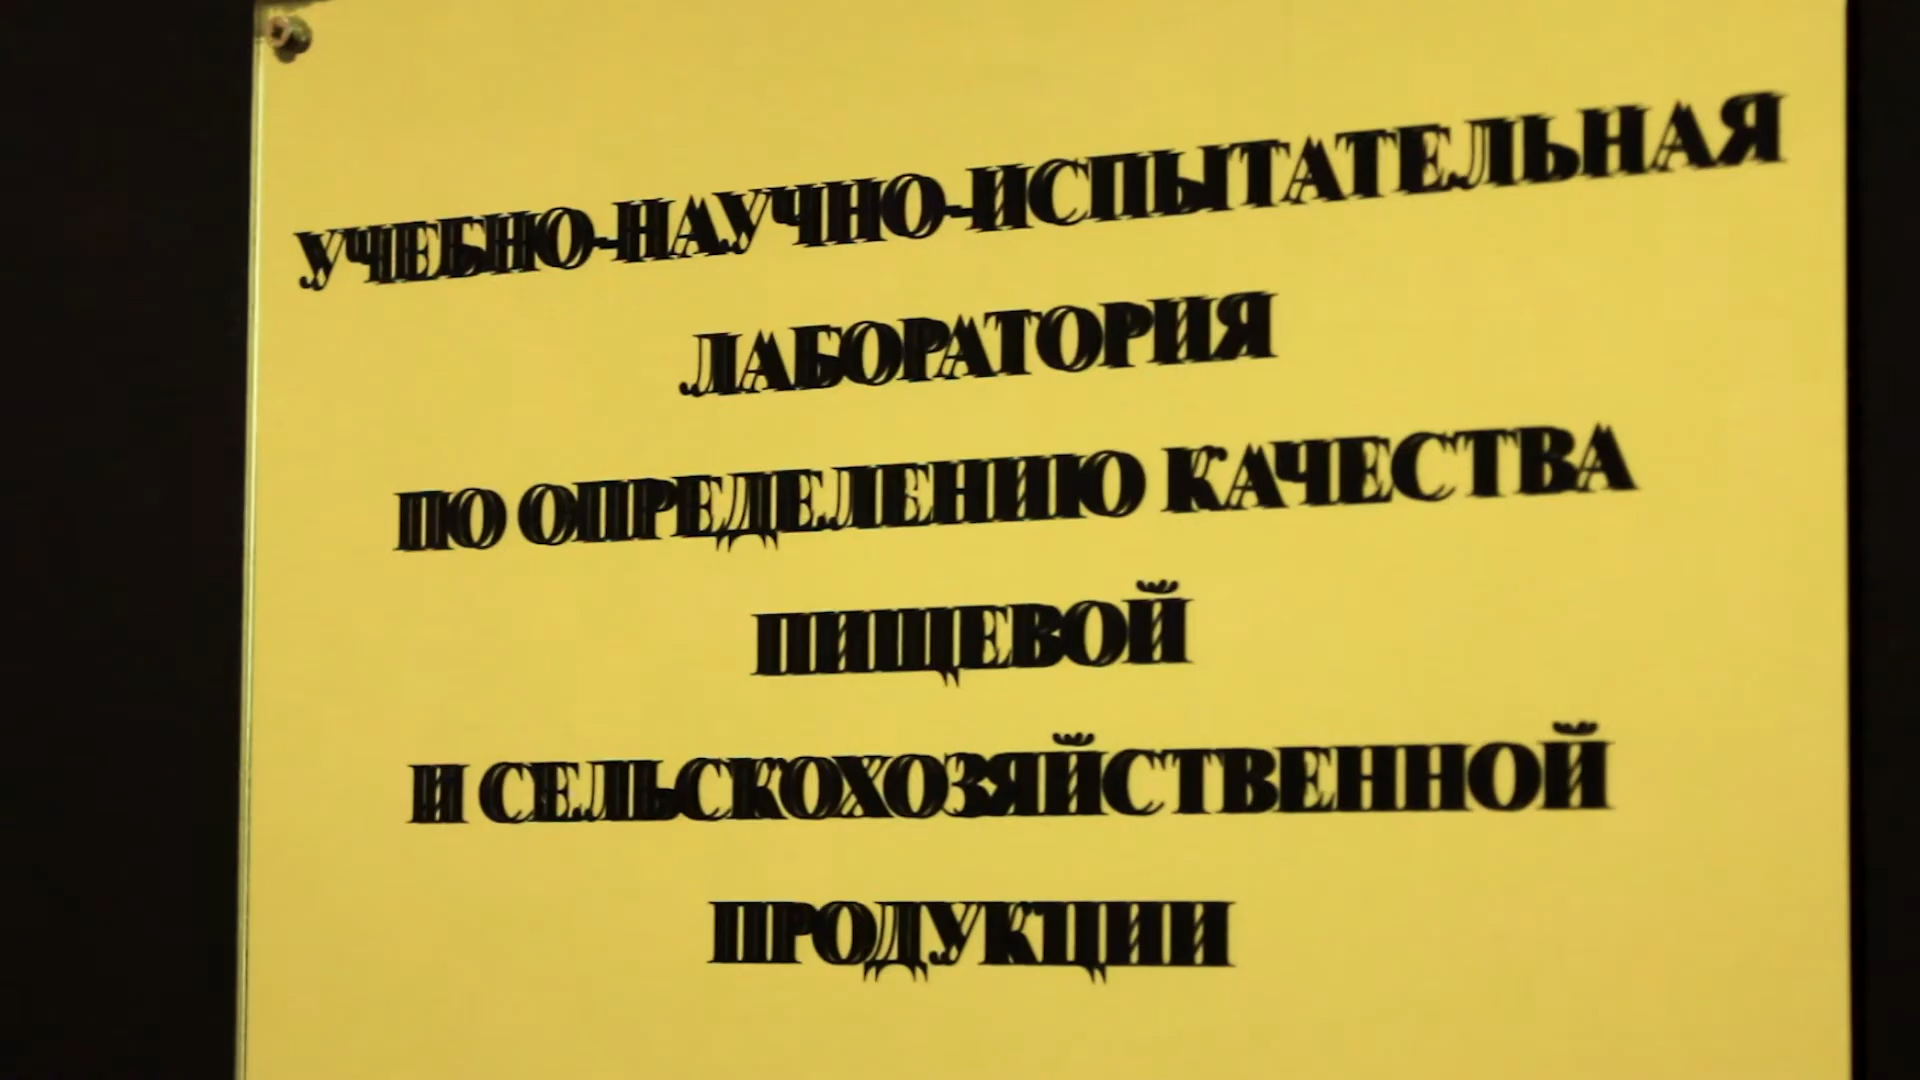 УЧЕБНО-НАУЧНО-ИСПЫТАТЕЛЬНАЯ
ЛАБОРАТОРИЯ
ПО ОПРЕДЕЛЕНИЮ КАЧЕСТВА
ПИЩЕВОЙ
И СЕЛЬСКОХОЗЯЙСТВЕННОЙ
ПРОДУКЦИИ